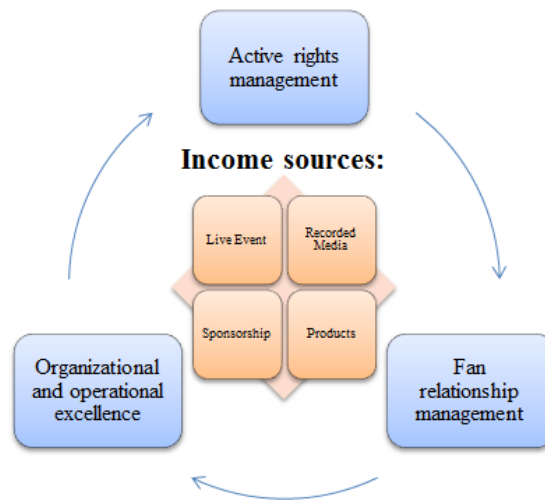 Active rights
management
Income sources:
Live Event
Recorded
Media
Sponsorship
Products
Organizational
and operational
excellence
Fan
relationship
management